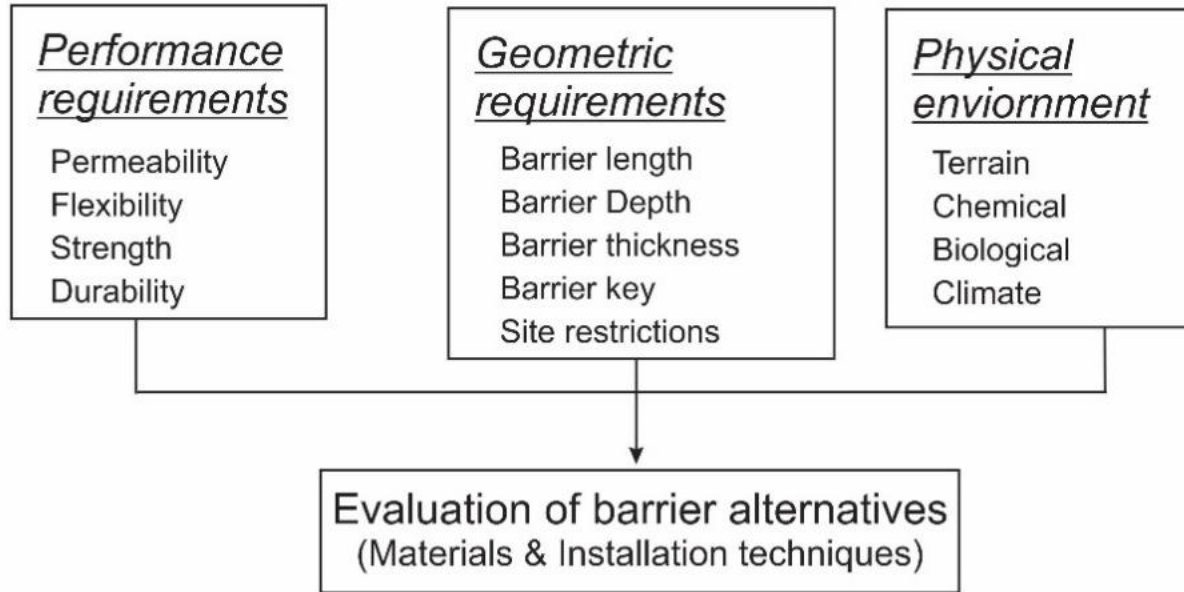 Performance
reguirements
Permeability
Flexibility
Strength
Durability
Geometric
requirements
Barrier length
Barrier Depth
Barrier thickness
Barrier key
Site restrictions
Physical
enviornment
Terrain
Chemical
Biological
Climate
Evaluation of barrier alternatives
(Materials & Installation techniques)